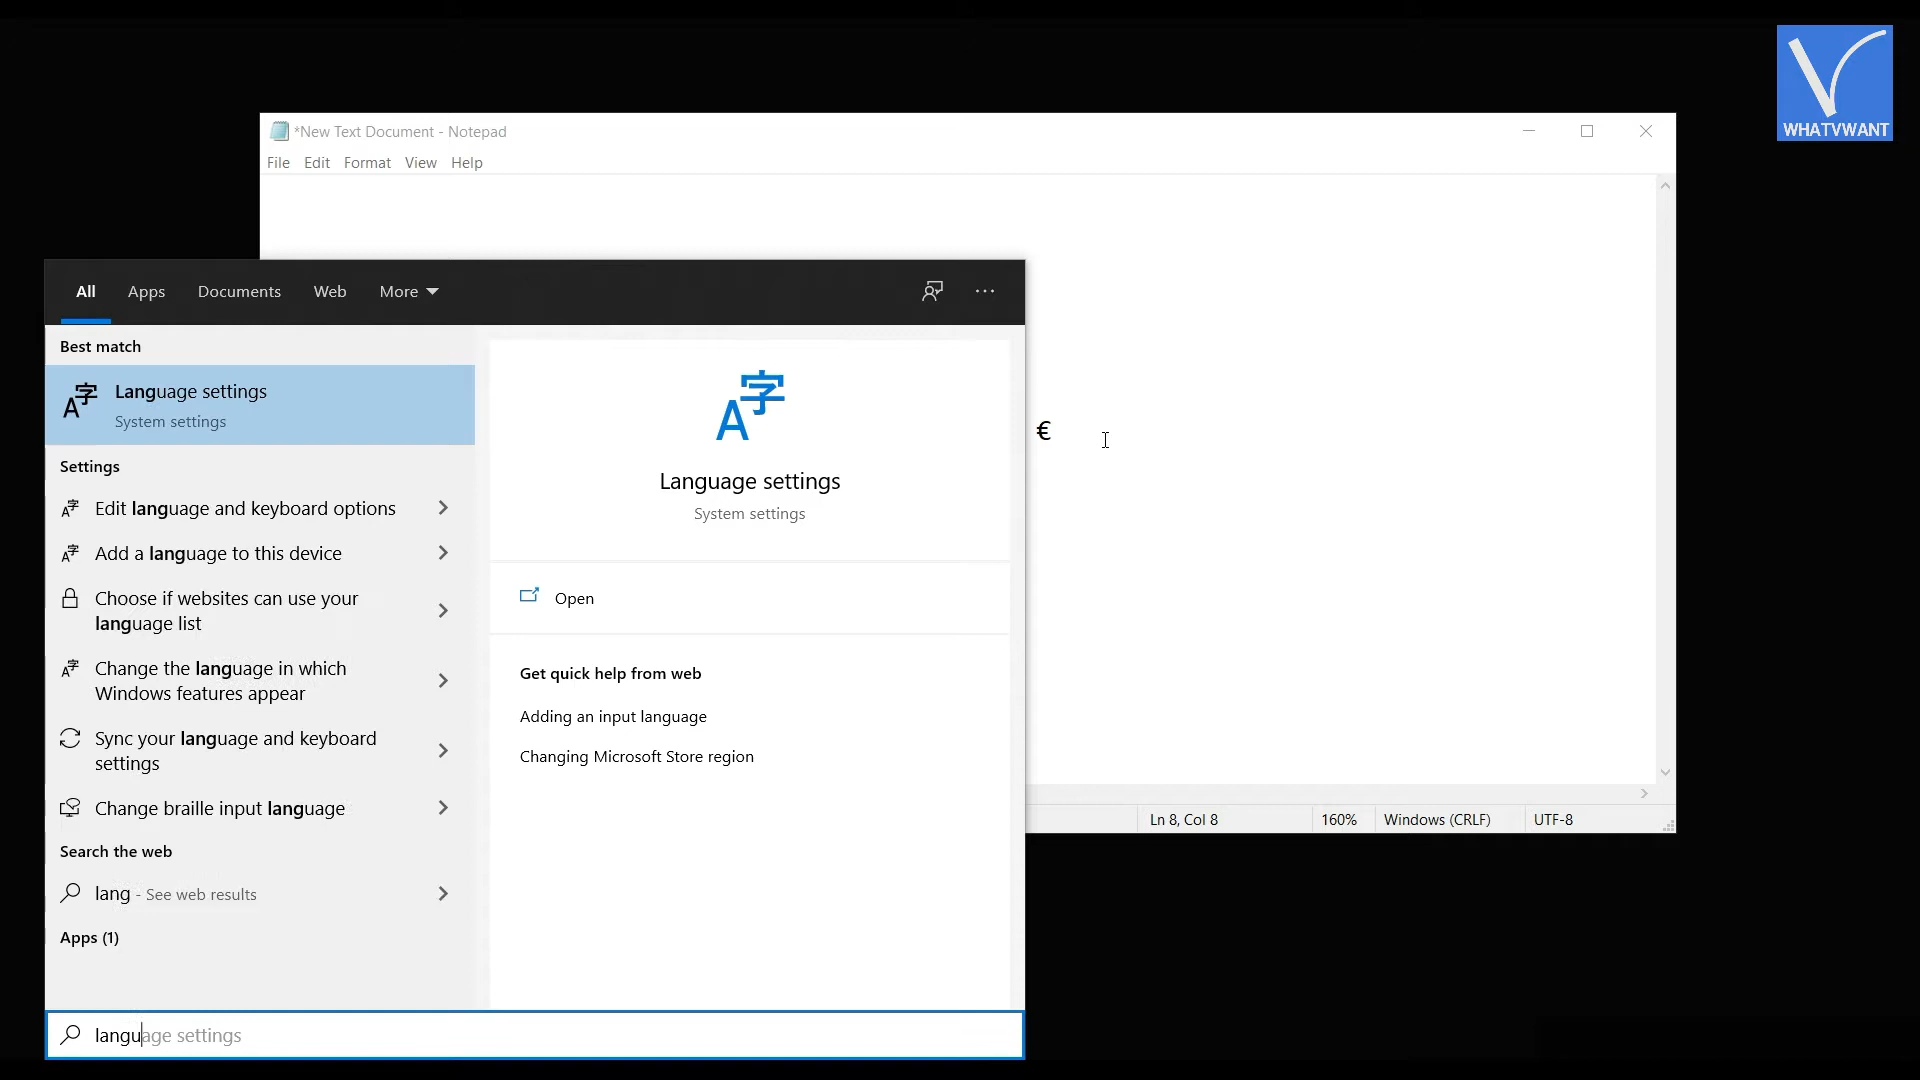 WHATVWANT
*New Text Document - Notepad
File Edit Format View Help
All Apps Documents Web More
Best match
Language settings
System settings
Settings
Edit language and keyboard options
Add a language to this device
Choose if websites can use your
language list
Change the language in which
Windows features appear
Sync your language and keyboard
settings
Change braille input language
Search the web
lang - See web results
Apps (1)
language settings
A字
Language settings
System settings
Open
Get quick help from web
Adding an input language
Changing Microsoft Store region
€
Ln 8, Col 8 160% Windows (CRLF) UTF-8